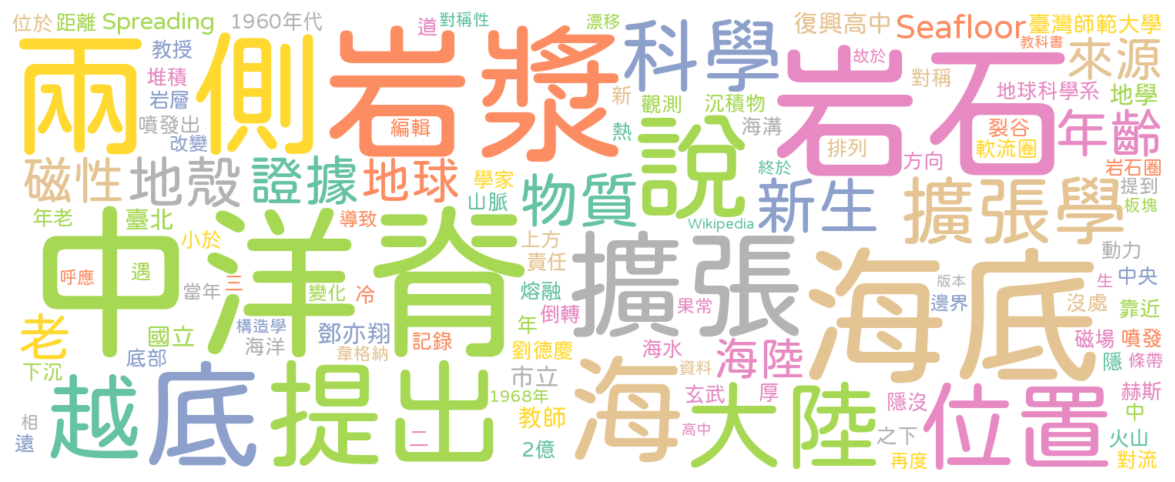 位於 距離 Spreading 1960年代 道 對稱性 漂移 復興高中 Seafloor 臺灣師範大學
教授 科學 教科書 故於 來源
兩側 岩漿 岩石
堆積 岩層 噴發出 改變 編輯 新 熱 觀測 沉積物 海溝 對稱 地球科學系 地學
說 排列 方向 裂谷 軟流圈 年齡 岩石圈
磁性 地殼 證據 地球 學家 山脈 物質 終於 新生 擴張學 提到 板塊
年老 臺北 小於 導致 上方 責任 Wikipedia
中洋脊 擴張 海底
呼應 遇 當年 三 變化 冷 熔融 倒轉 果常 動力 版本 中央 生
老 國立 底部 構造學 海洋 鄧亦翔 韋格納 記錄 年 劉德慶 邊界 沒處 靠近
下沉 海水 海陸 磁場 隱 噴發 條帶
越 底 提出 市立 資料 海 大陸 位置
1968年 玄武 厚 隱沒 赫斯 中
相 遠 二 教師 2億 高中 之下 再度 火山 對流